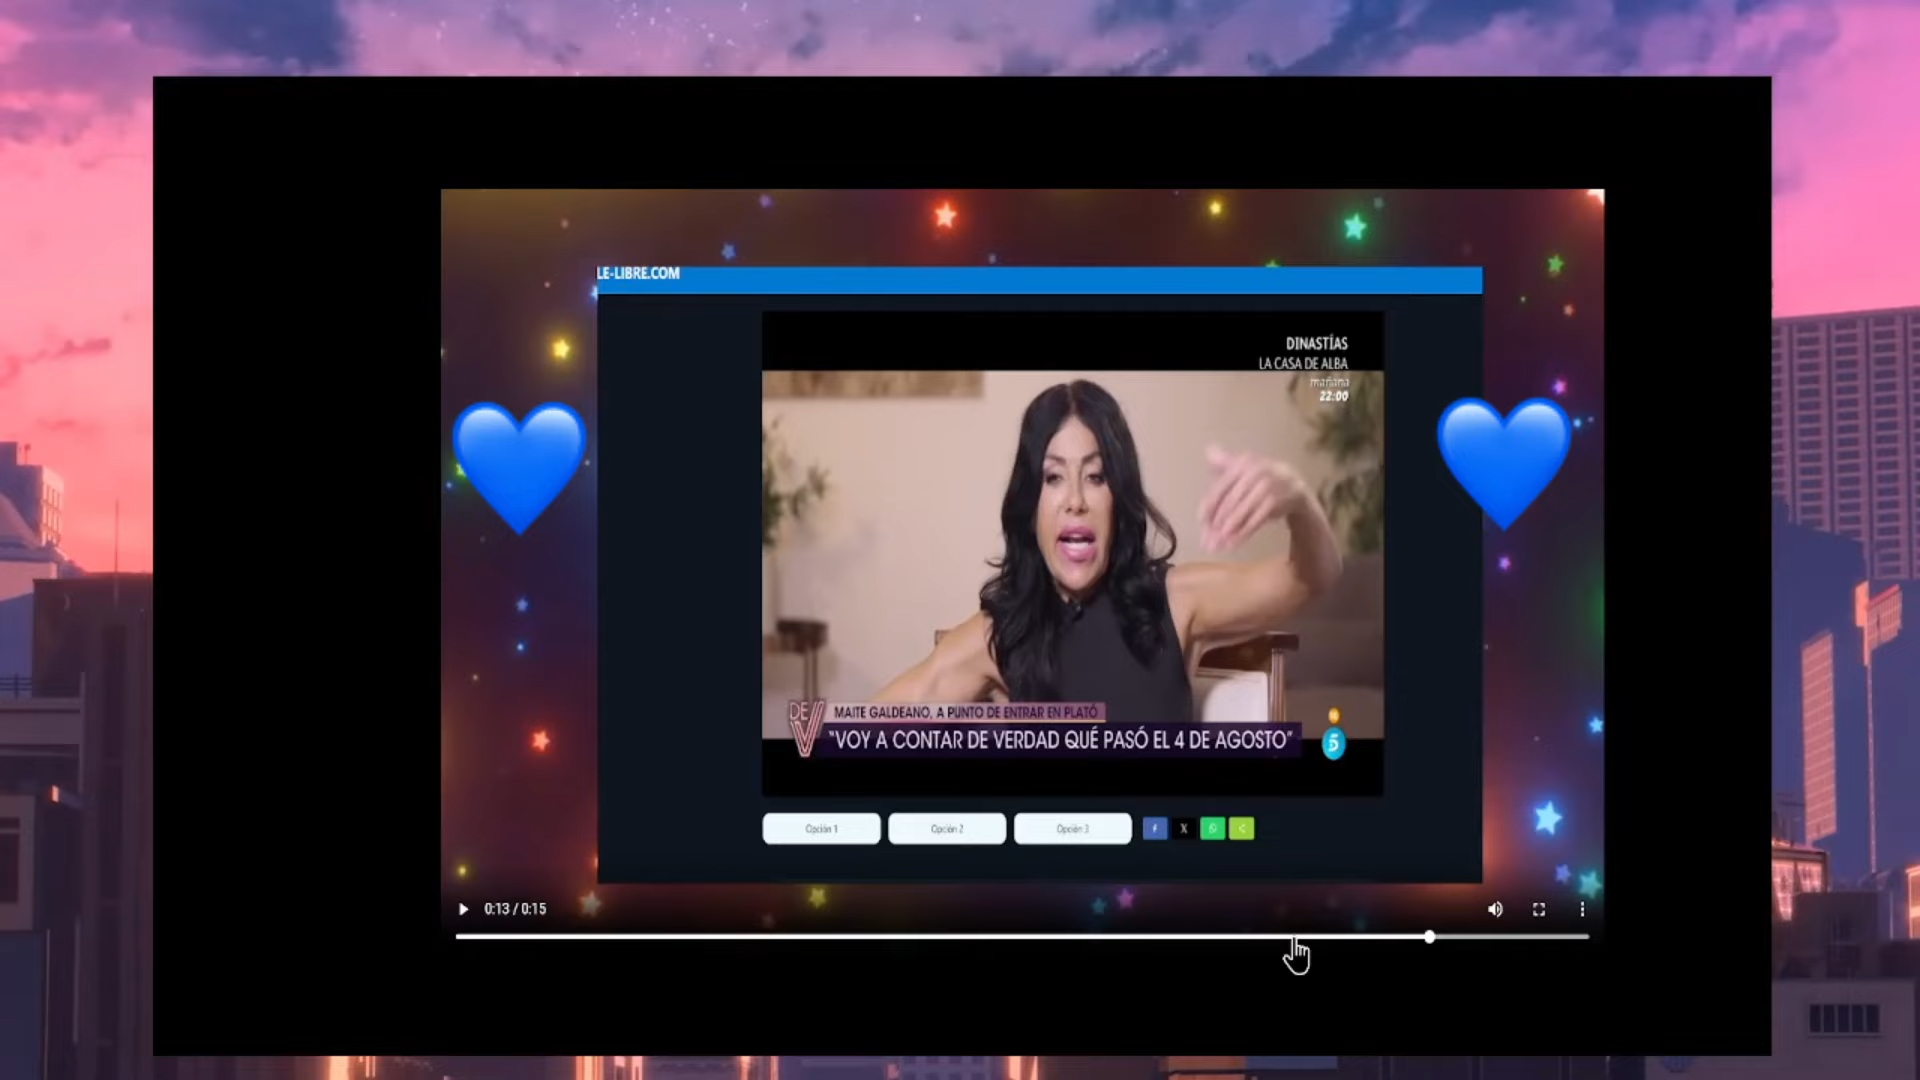 LE-LIBRE.COM
DINASTÍAS
LA CASA DE ALBA
mañana
22:00
DE V
MAITE GALDEANO, A PUNTO DE ENTRAR EN PLATÓ
"VOY A CONTAR DE VERDAD QUÉ PASÓ EL 4 DE AGOSTO"
5
Opción 1
Opción 2
Opción 3
f
X
0:13 / 0:15